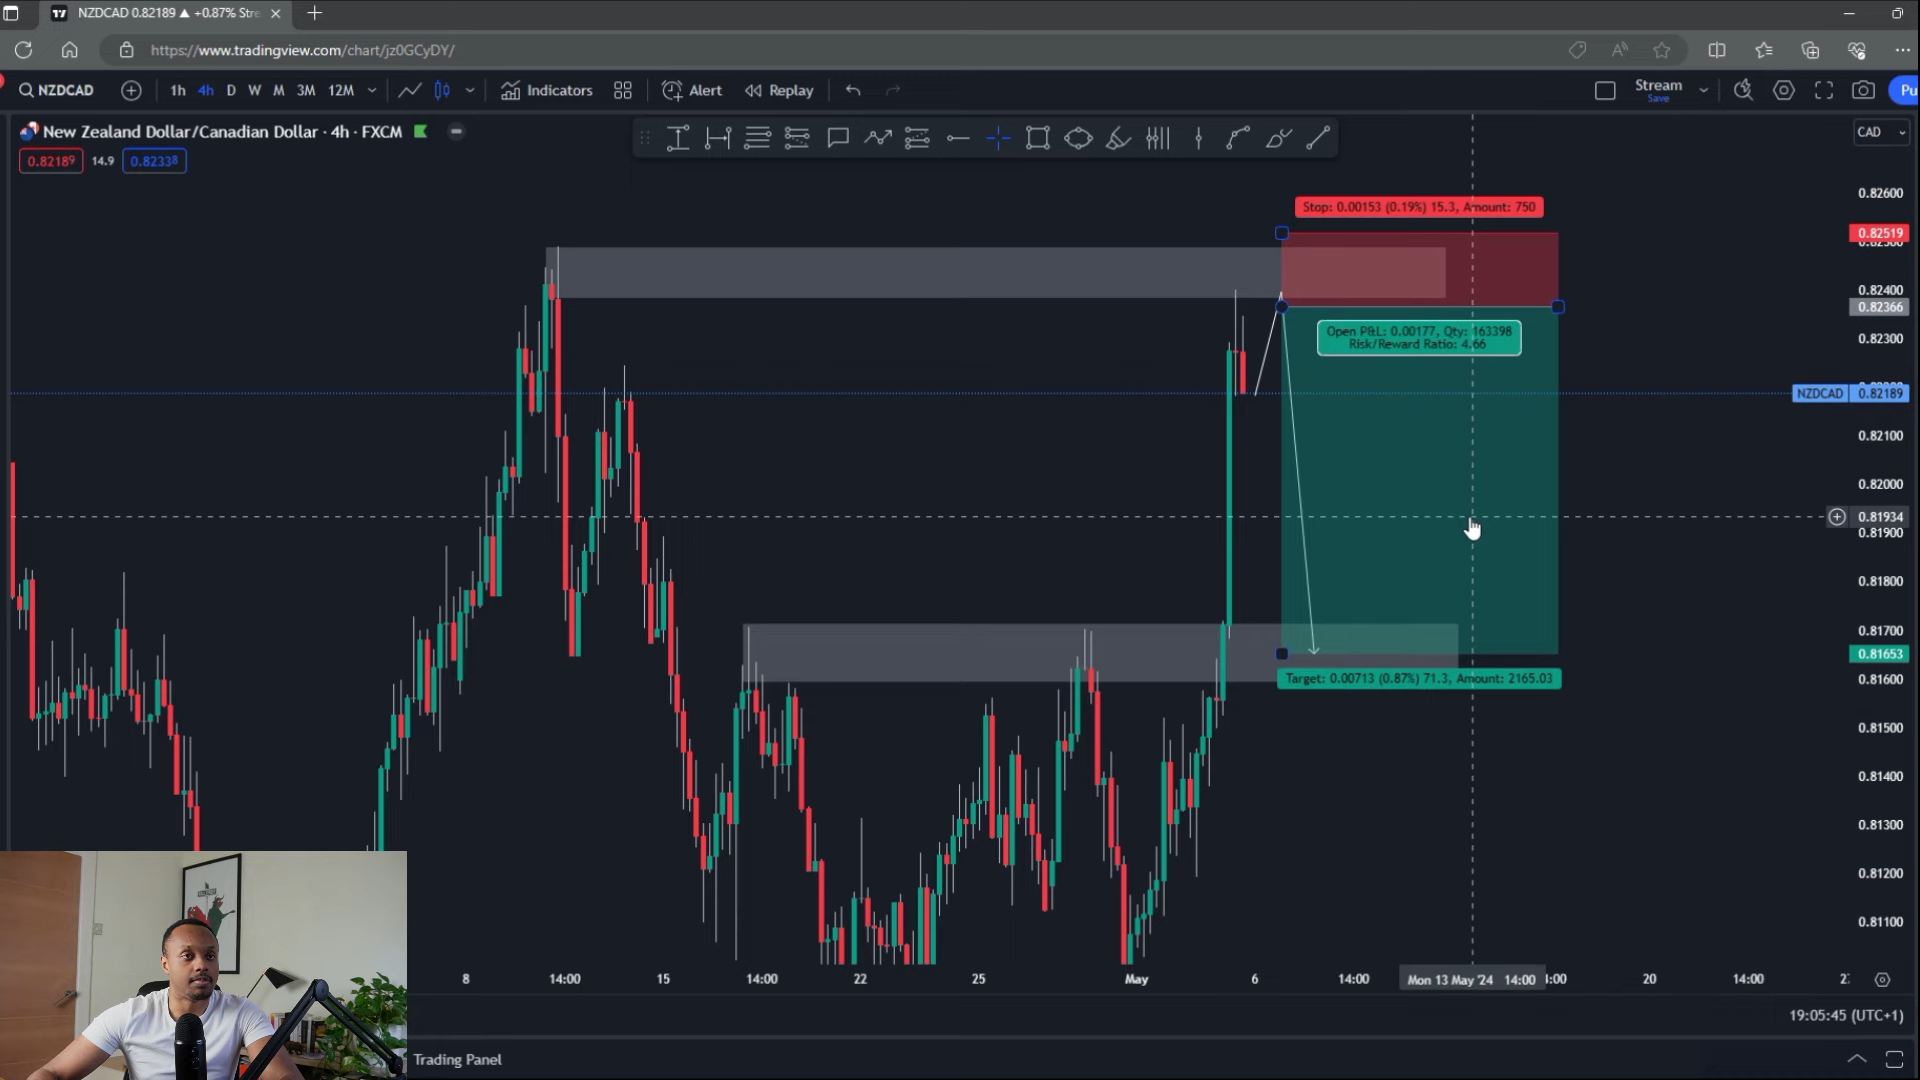 NZDCAD 0.82189 ▲ +0.87% Stre
https://www.tradingview.com/chart/jz0GCyDY/
NZDCAD 1h 4h D W M 3M 12M Indicators Alert Replay Stream Pu
Save
New Zealand Dollar/Canadian Dollar · 4h · FXCM
CAD
0.82189 14.9 0.82338
0.82600
Stop: 0.00153 (0.19%) 15.3, Amount: 750
0.82519
0.82400
0.82366
Open P&L: 0.00177, Qty: 163398
Risk/Reward Ratio: 4.66
0.82300
NZDCAD 0.82189
0.82100
0.82000
0.81934
0.81900
0.81800
0.81700
0.81653
Target: 0.00713 (0.87%) 71.3, Amount: 2165.03
0.81600
0.81500
0.81400
0.81300
0.81200
0.81100
8 14:00 15 14:00 22 25 May 6 14:00 Mon 13 May '24 14:00 :00 20 14:00 2
19:05:45 (UTC+1)
Trading Panel